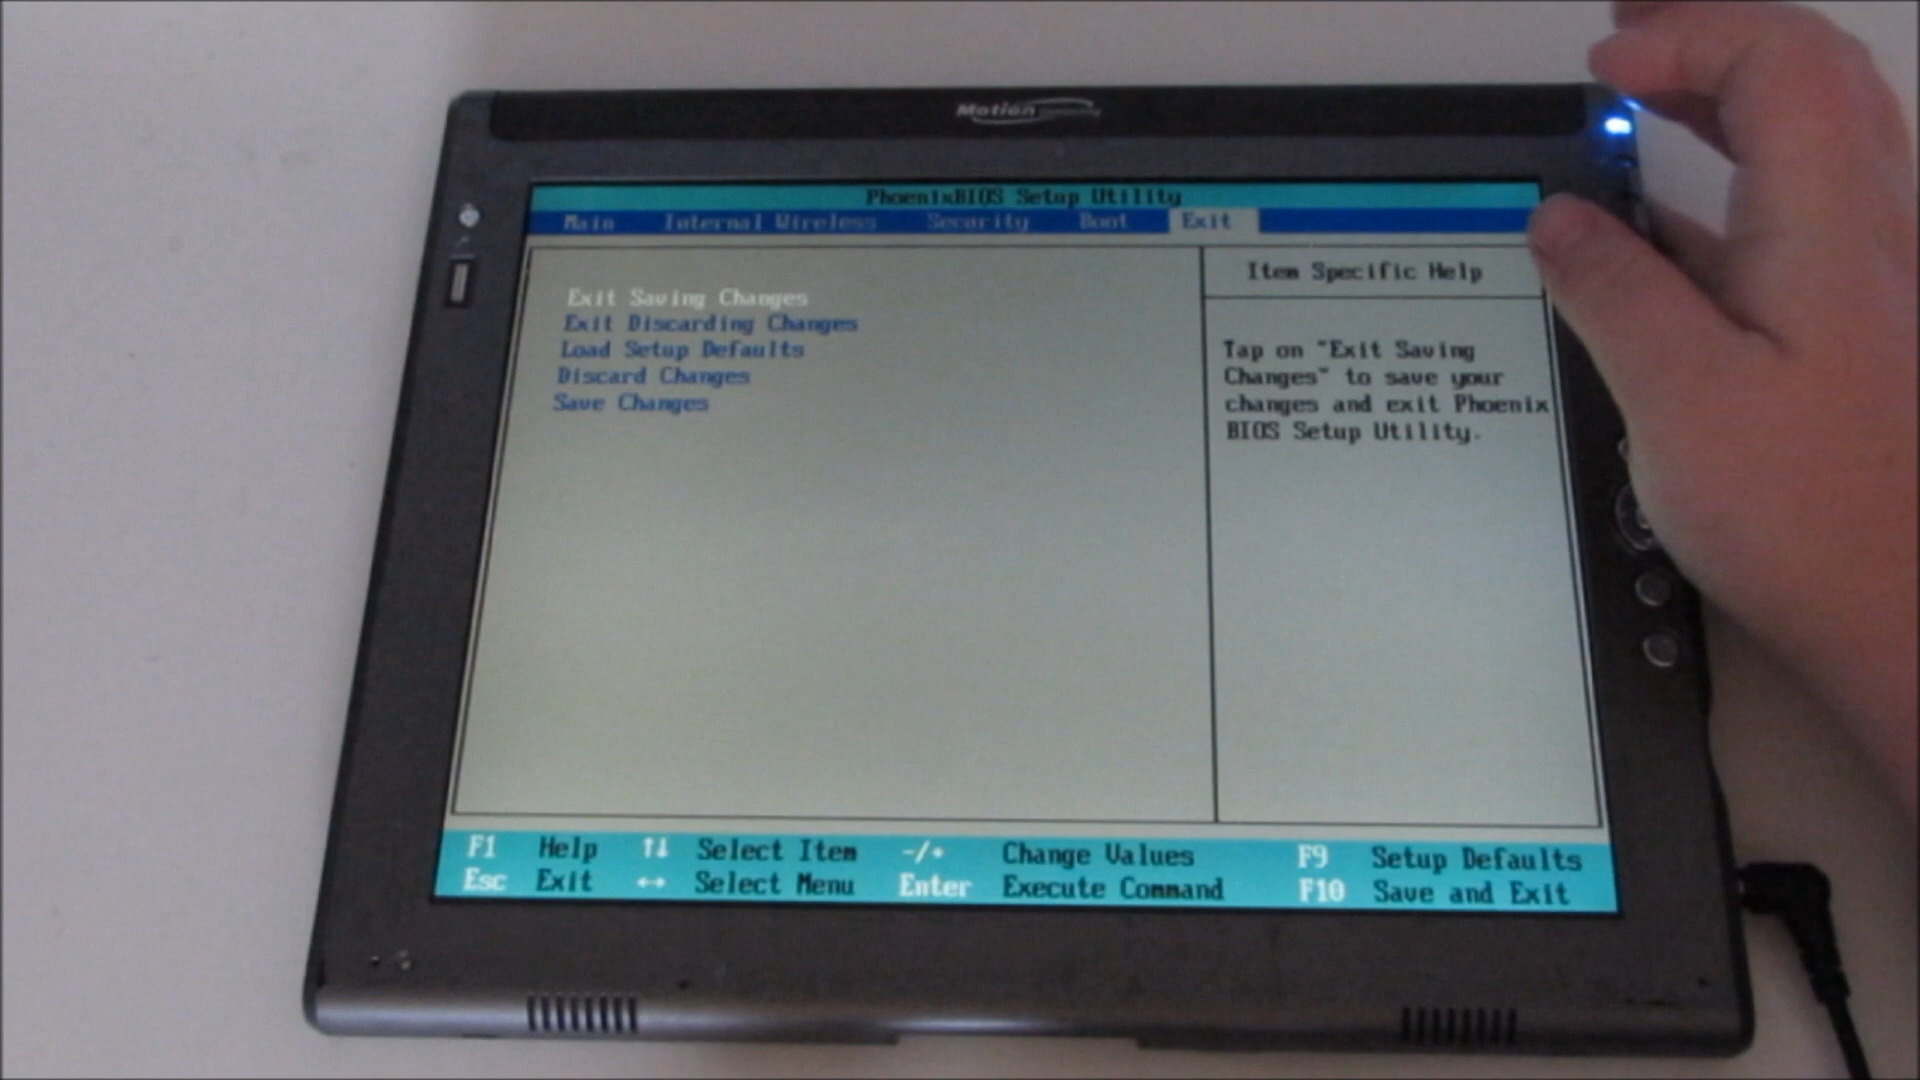 Motion
PhoenixBIOS Setup Utility
Main Internal Wireless Security Boot Exit
Item Specific Help
Exit Saving Changes
Exit Discarding Changes
Load Setup Defaults
Discard Changes
Save Changes
Tap on "Exit Saving
Changes" to save your
changes and exit Phoenix
BIOS Setup Utility.
F1 Help ↑↓ Select Item -/+ Change Values F9 Setup Defaults
Esc Exit ↔ Select Menu Enter Execute Command F10 Save and Exit